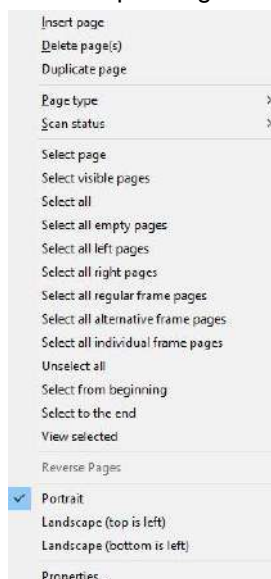 Insert page
Delete page(s)
Duplicate page
Page type
Scan status
Select page
Select visible pages
Select all
Select all empty pages
Select all left pages
Select all right pages
Select all regular frame pages
Select all alternative frame pages
Select all individual frame pages
Unselect all
Select from beginning
Select to the end
View selected
Reverse Pages
Portrait
Landscape (top is left)
Landscape (bottom is left)
Properties